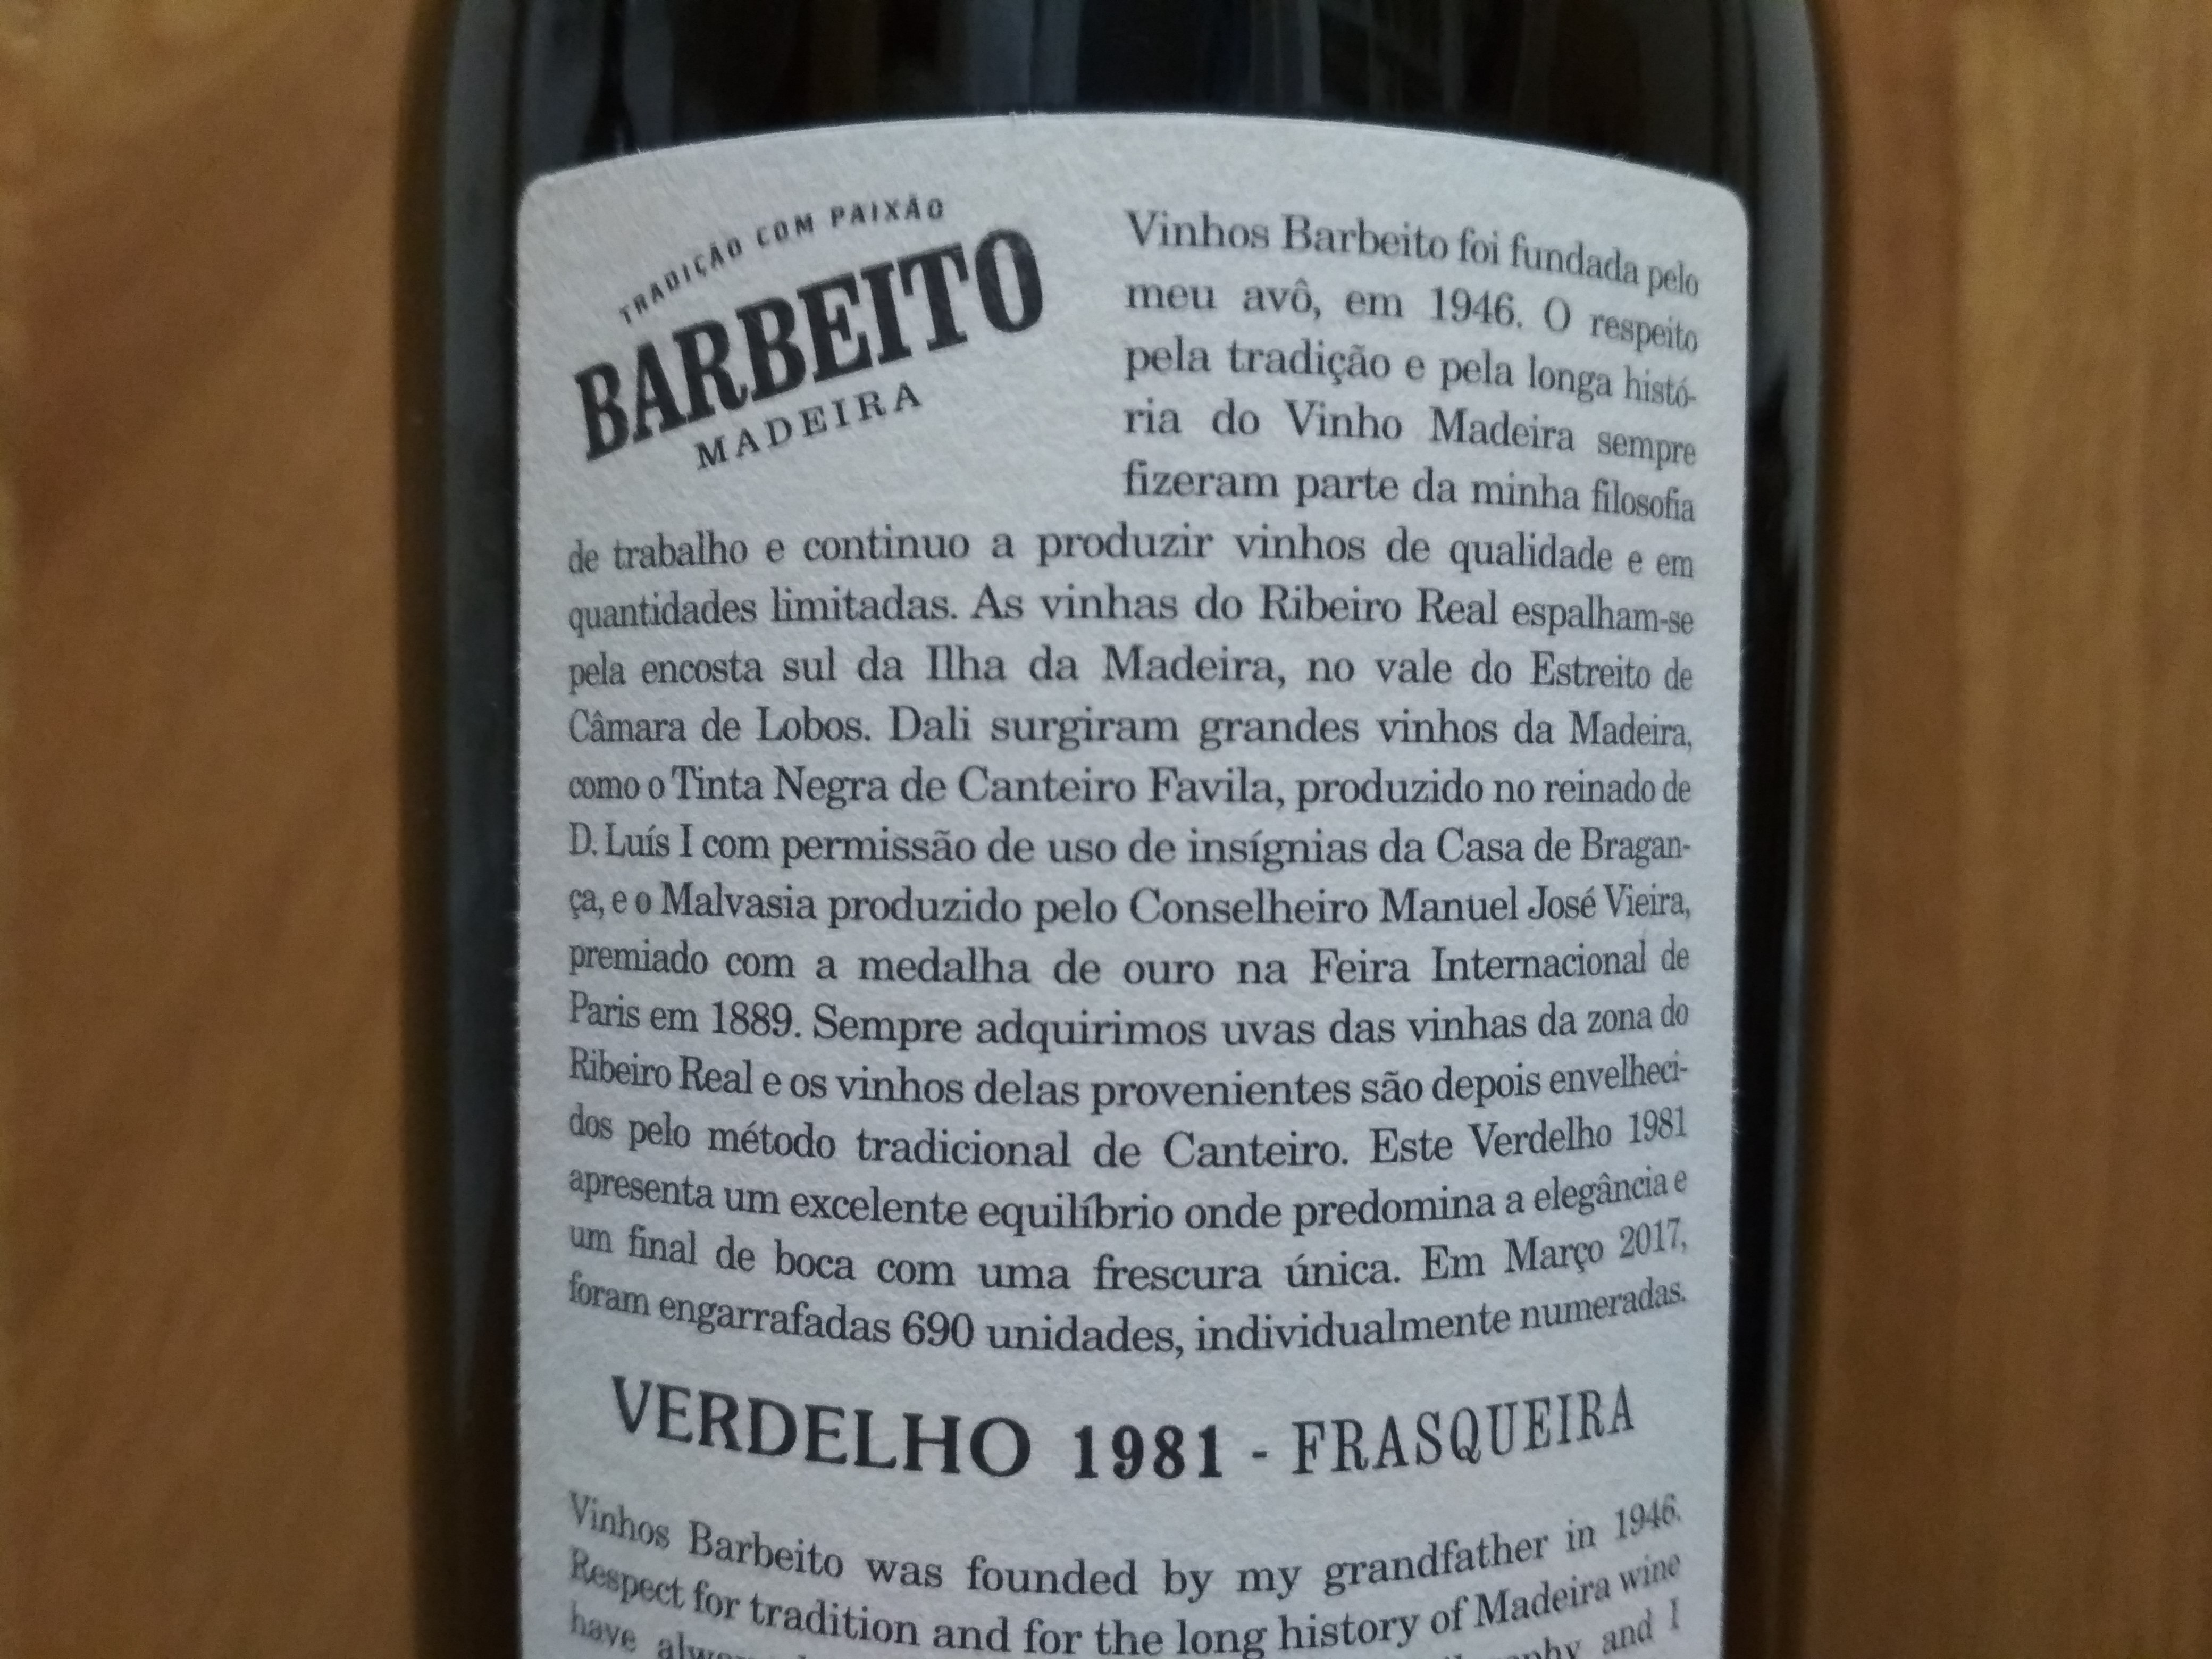 TRADIÇÃO COM PAIXÃO
BARBEITO
MADEIRA
Vinhos Barbeito foi fundada pelo
meu avô, em 1946. O respeito
pela tradição e pela longa histó-
ria do Vinho Madeira sempre
fizeram parte da minha filosofia
de trabalho e continuo a produzir vinhos de qualidade e em
quantidades limitadas. As vinhas do Ribeiro Real espalham-se
pela encosta sul da Ilha da Madeira, no vale do Estreito de
Câmara de Lobos. Dali surgiram grandes vinhos da Madeira,
como o Tinta Negra de Canteiro Favila, produzido no reinado de
D. Luís I com permissão de uso de insígnias da Casa de Bragan-
ça, e o Malvasia produzido pelo Conselheiro Manuel José Vieira,
premiado com a medalha de ouro na Feira Internacional de
Paris em 1889. Sempre adquirimos uvas das vinhas da zona do
Ribeiro Real e os vinhos delas provenientes são depois envelheci-
dos pelo método tradicional de Canteiro. Este Verdelho 1981
apresenta um excelente equilíbrio onde predomina a elegância e
um final de boca com uma frescura única. Em Março 2017,
foram engarrafadas 690 unidades, individualmente numeradas.
VERDELHO 1981 - FRASQUEIRA
Vinhos Barbeito was founded by my grandfather in 1946.
Respect for tradition and for the long history of Madeira wine
have and I